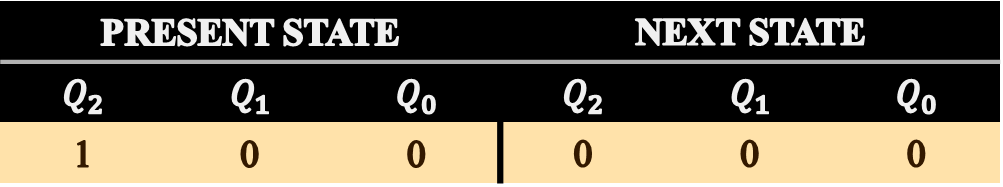 PRESENT STATE NEXT STATE
Q₂ Q₁ Q₀ Q₂ Q₁ Q₀
1 0 0 0 0 0